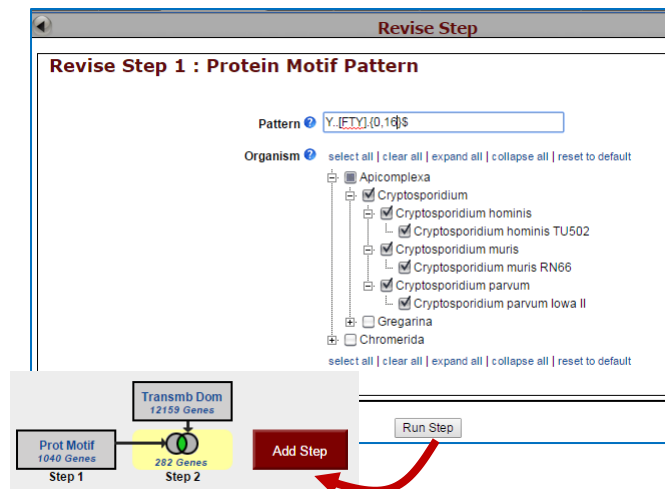 Revise Step
Revise Step 1 : Protein Motif Pattern
Pattern ? Y..[FTY].{0,16}$
Organism ? select all | clear all | expand all | collapse all | reset to default
Apicomplexa
Cryptosporidium
Cryptosporidium hominis
Cryptosporidium hominis TU502
Cryptosporidium muris
Cryptosporidium muris RN66
Cryptosporidium parvum
Cryptosporidium parvum Iowa II
Gregarina
Chromerida
select all | clear all | expand all | collapse all | reset to default
Run Step
Transmb Dom
12159 Genes
Prot Motif
1040 Genes
282 Genes
Add Step
Step 1
Step 2